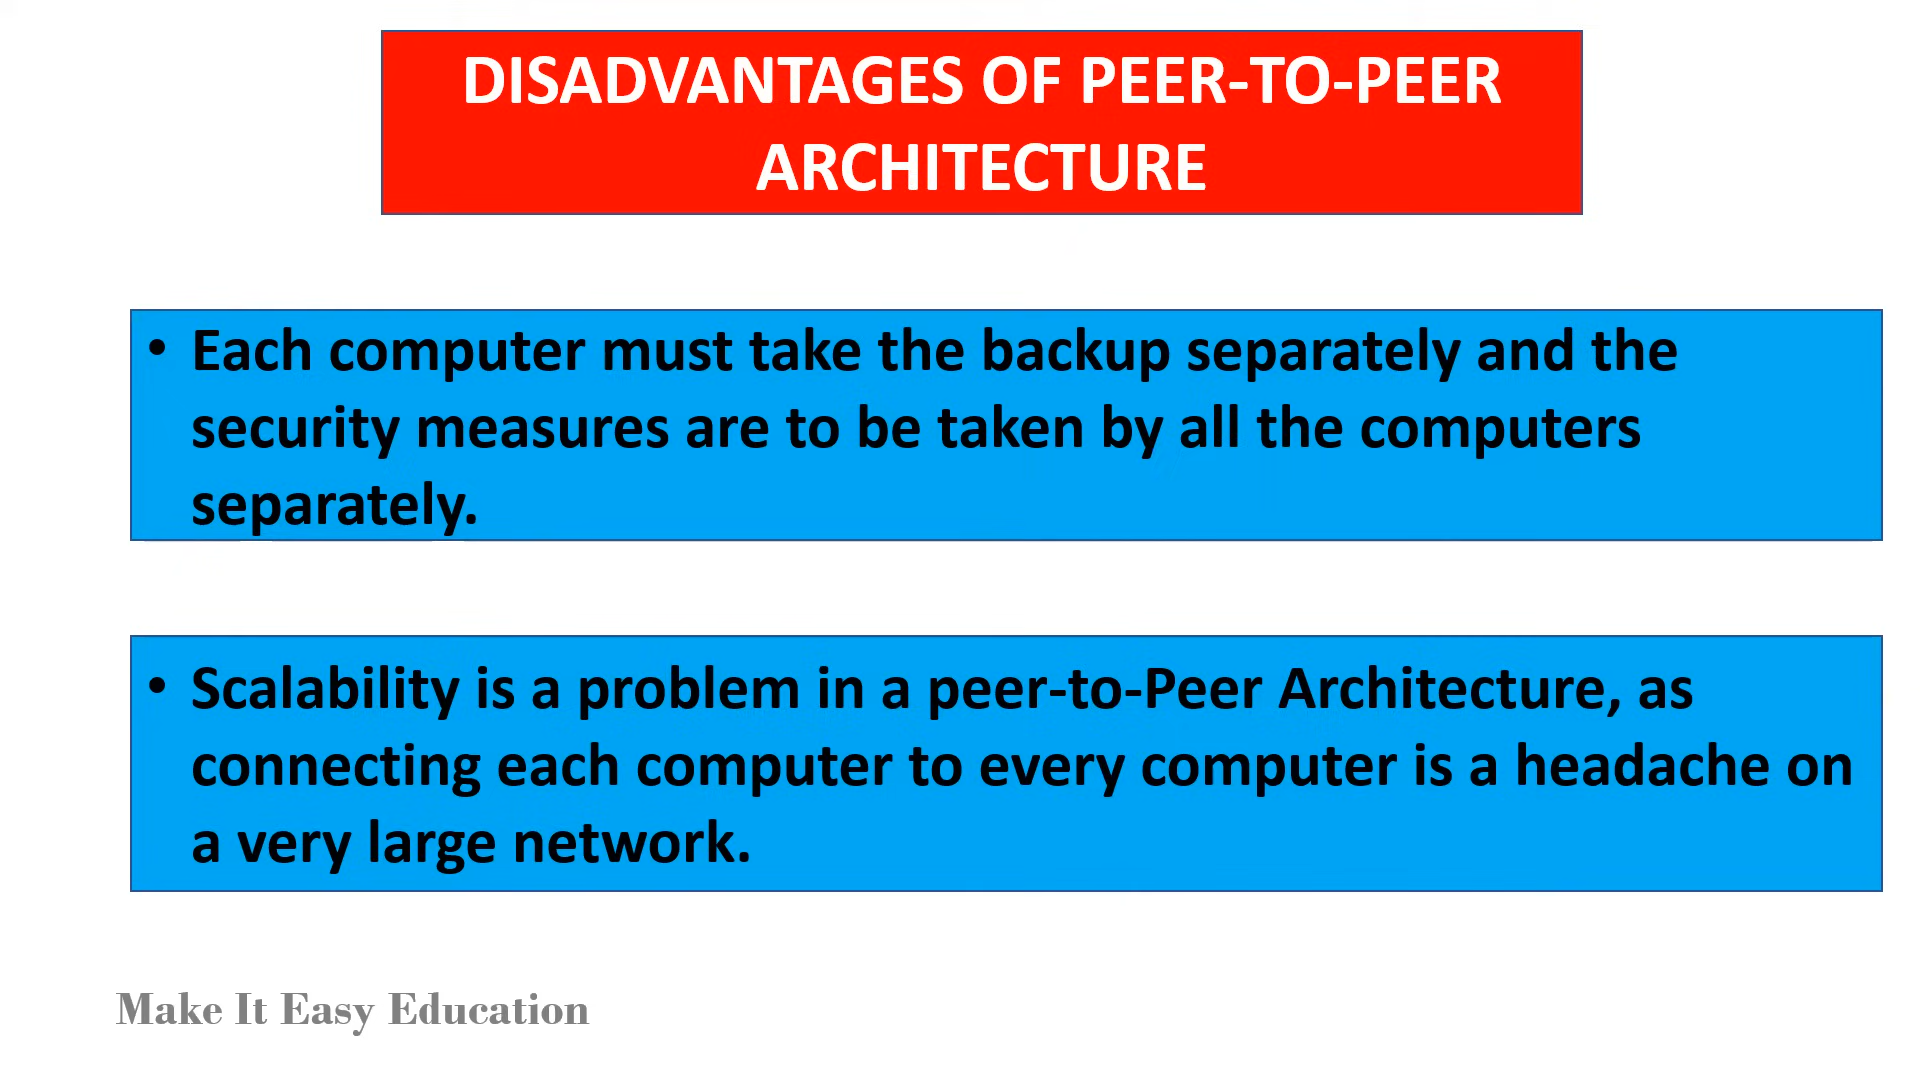 DISADVANTAGES OF PEER-TO-PEER
ARCHITECTURE
• Each computer must take the backup separately and the
security measures are to be taken by all the computers
separately.
• Scalability is a problem in a peer-to-Peer Architecture, as
connecting each computer to every computer is a headache on
a very large network.
Make It Easy Education